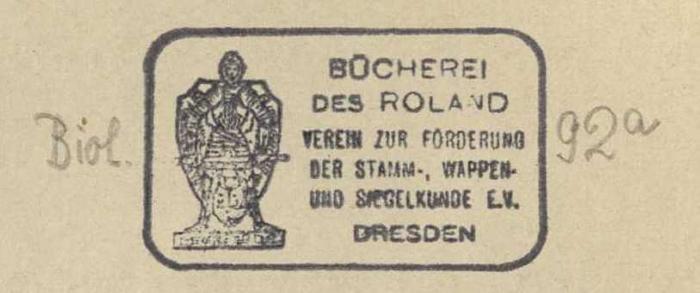 BÜCHEREI
DES ROLAND
VEREIN ZUR FÖRDERUNG
DER STAMM-, WAPPEN-
UND SIEGELKUNDE E.V.
DRESDEN
Biol. 92a